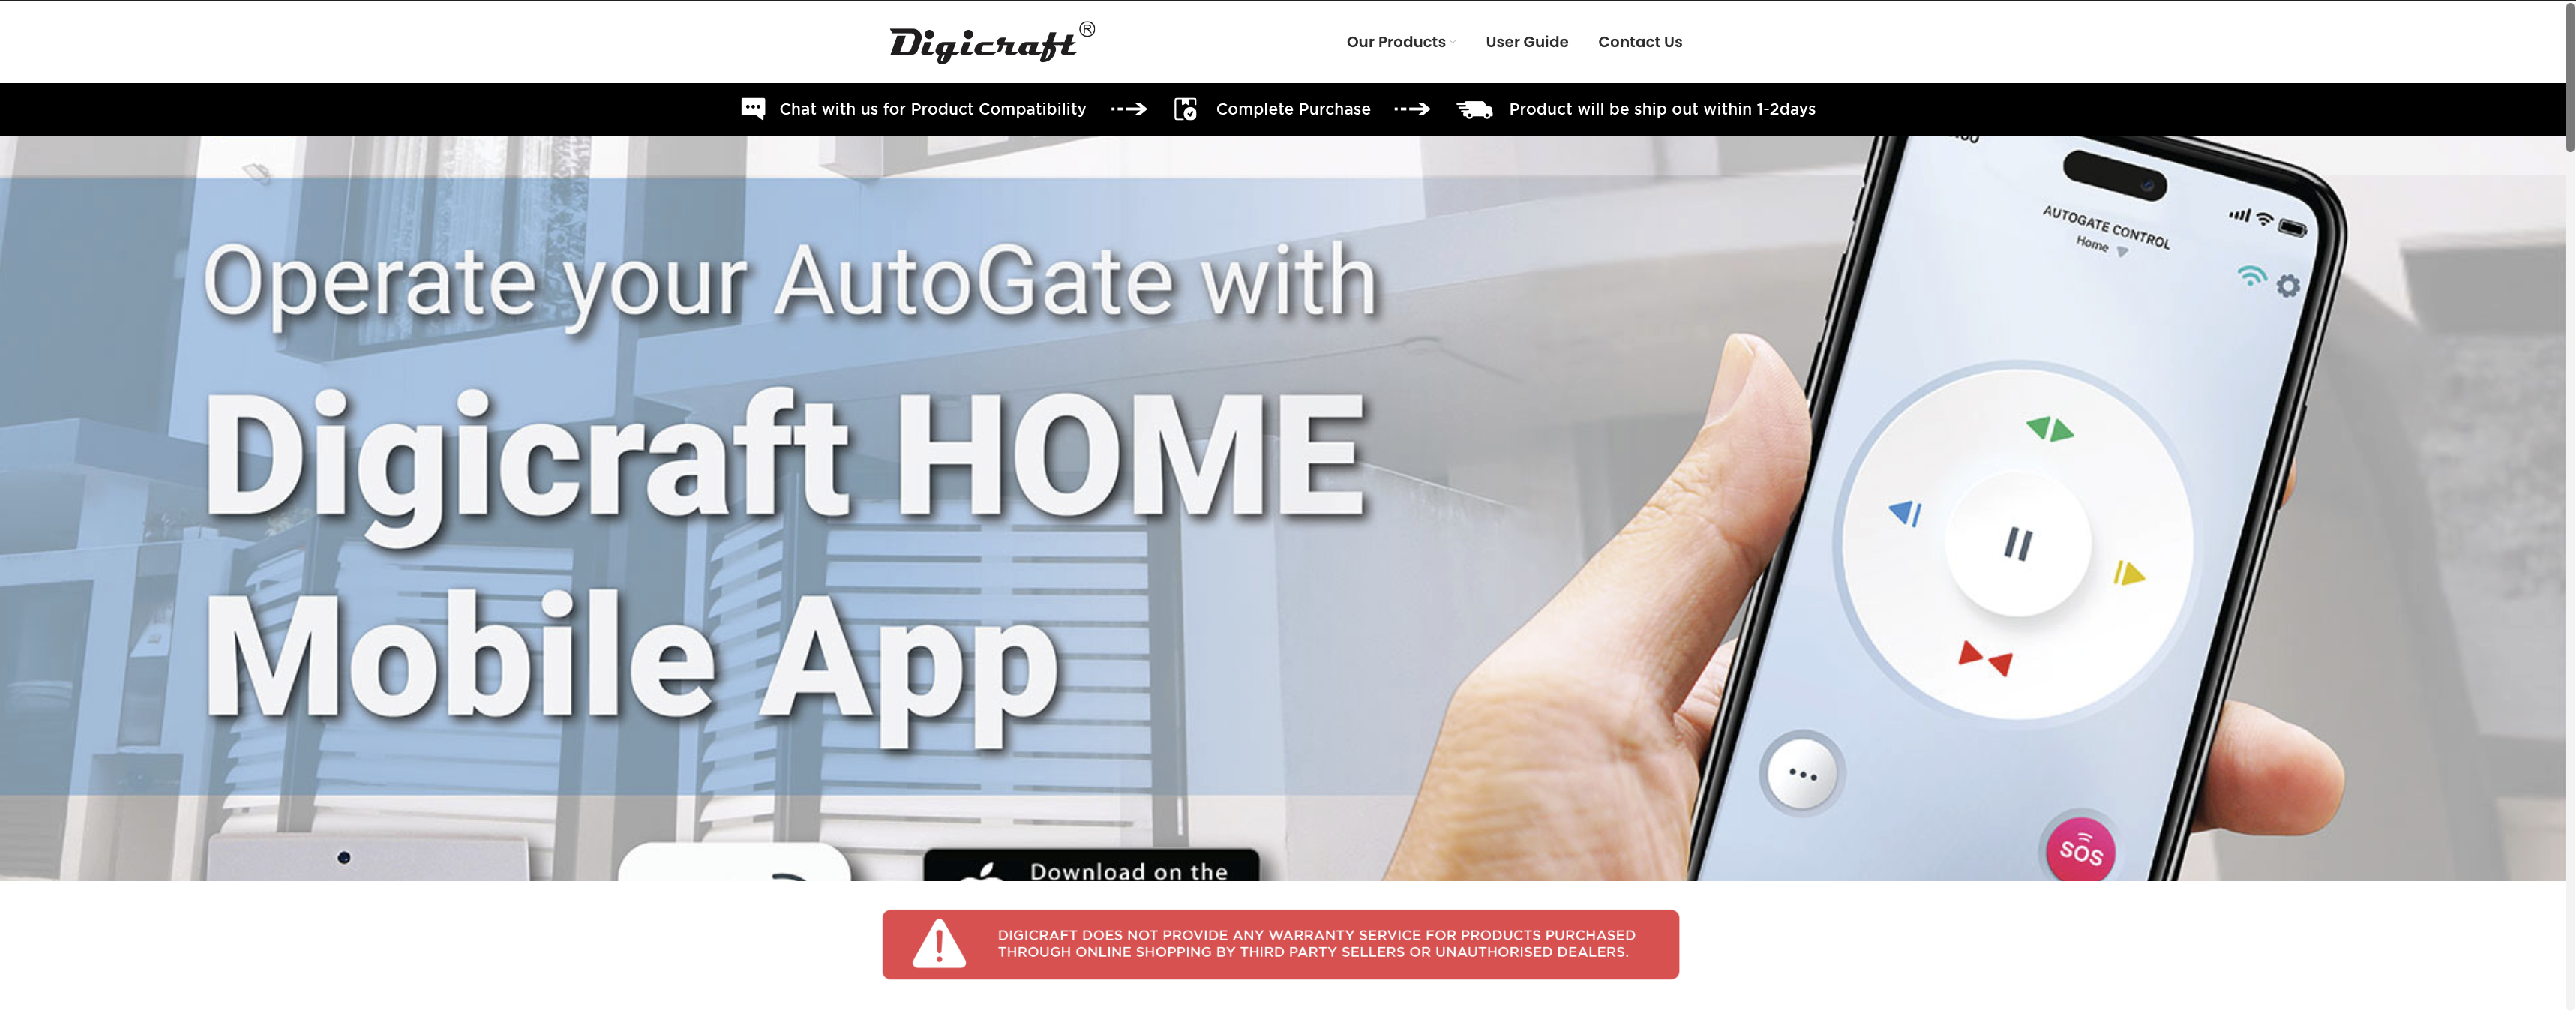 Digicraft®
Our Products
User Guide
Contact Us
Chat with us for Product Compatibility
Complete Purchase
Product will be ship out within 1-2days
Operate your AutoGate with
Digicraft HOME
Mobile App
AUTOGATE CONTROL
Home
SOS
Download on the
DIGICRAFT DOES NOT PROVIDE ANY WARRANTY SERVICE FOR PRODUCTS PURCHASED
THROUGH ONLINE SHOPPING BY THIRD PARTY SELLERS OR UNAUTHORISED DEALERS.